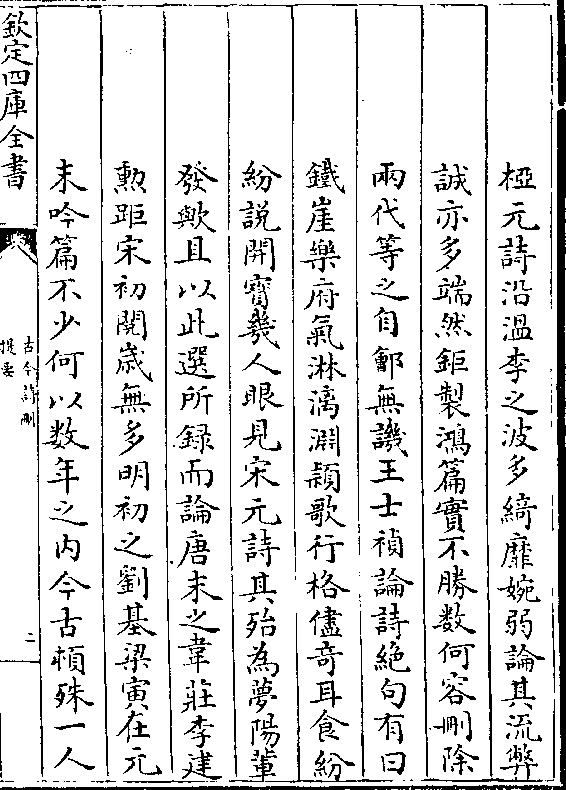 椏元詩沿溫李之波多綺靡婉弱論其流弊
誠亦多端然鉅製鴻篇實不勝數何容刪除
兩代等之自鄶無譏王士禎論詩絶句有曰
鐵崖樂府氣淋漓淵頴歌行格儘竒耳食紛
紛説開寳幾人眼見宋元詩其殆為夢陽輩
發歟且以此選所録而論唐末之韋莊李建
勲距宋初閱歳無多明初之劉基梁寅在元
末吟篇不少何以数年之内今古頓殊一人
欽定四庫全書
古今詩刪
提要
二